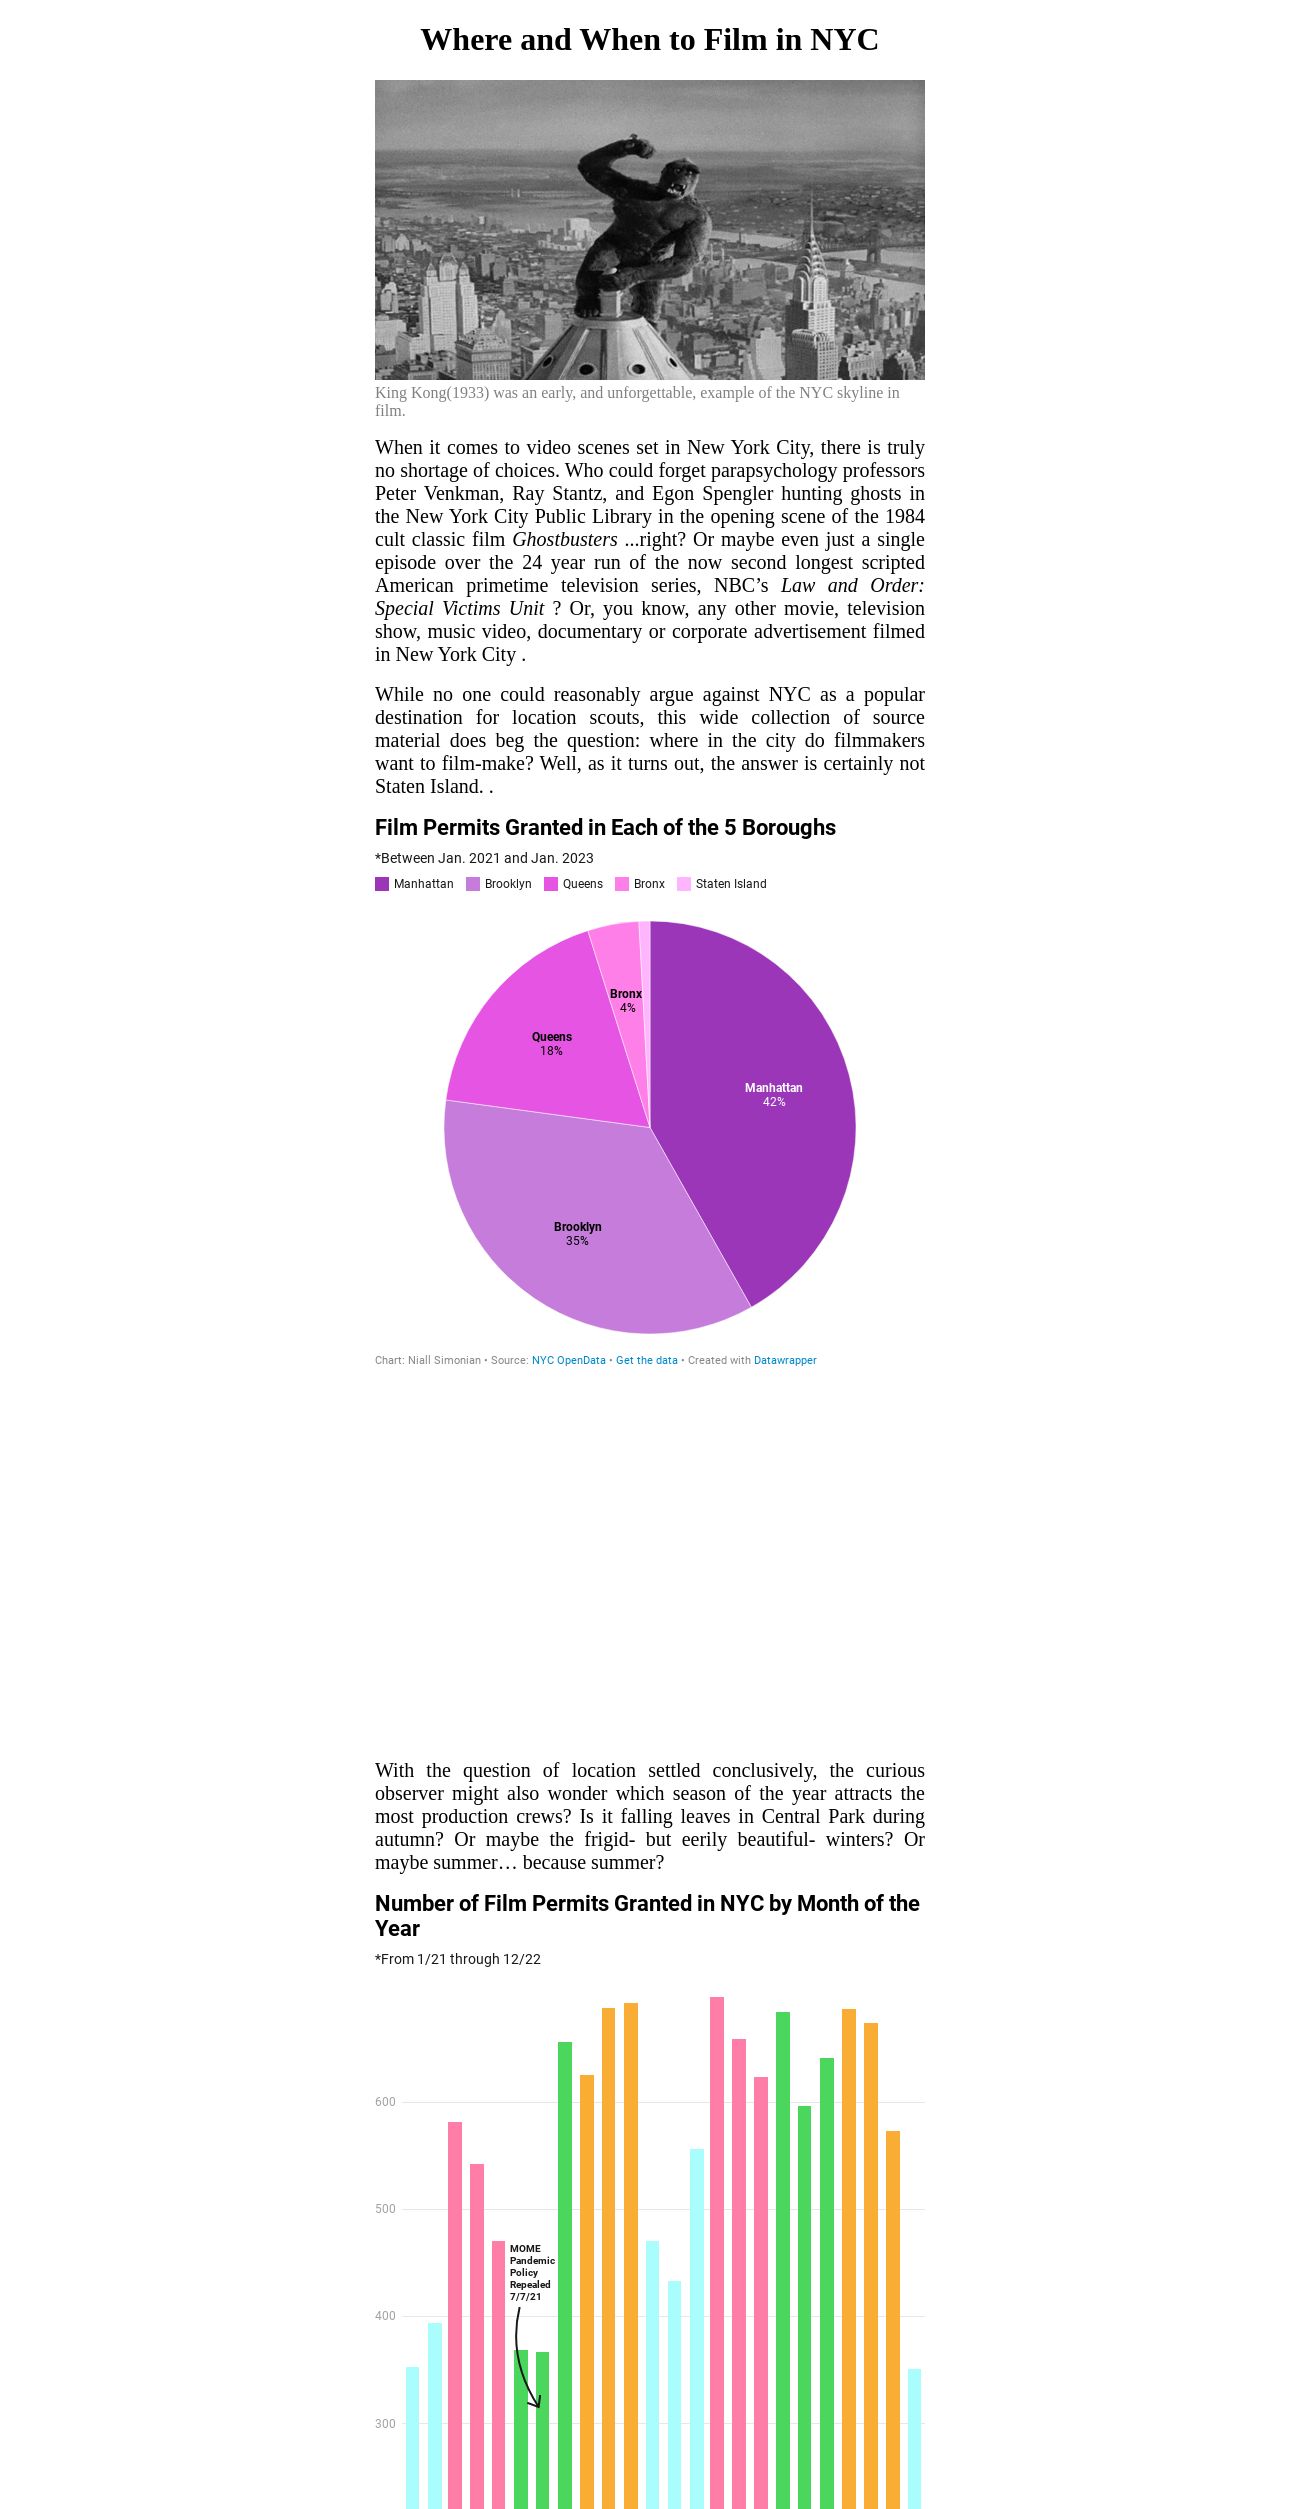 Where and When to Film in NYC
King Kong(1933) was an early, and unforgettable, example of the NYC skyline in
film.
When it comes to video scenes set in New York City, there is truly
no shortage of choices. Who could forget parapsychology professors
Peter Venkman, Ray Stantz, and Egon Spengler hunting ghosts in
the New York City Public Library in the opening scene of the 1984
cult classic film Ghostbusters ...right? Or maybe even just a single
episode over the 24 year run of the now second longest scripted
American primetime television series, NBC’s Law and Order:
Special Victims Unit ? Or, you know, any other movie, television
show, music video, documentary or corporate advertisement filmed
in New York City .
While no one could reasonably argue against NYC as a popular
destination for location scouts, this wide collection of source
material does beg the question: where in the city do filmmakers
want to film-make? Well, as it turns out, the answer is certainly not
Staten Island. .
Film Permits Granted in Each of the 5 Boroughs
*Between Jan. 2021 and Jan. 2023
Manhattan Brooklyn Queens Bronx Staten Island
Bronx
4%
Queens
18%
Manhattan
42%
Brooklyn
35%
Chart: Niall Simonian • Source: NYC OpenData • Get the data • Created with Datawrapper
With the question of location settled conclusively, the curious
observer might also wonder which season of the year attracts the
most production crews? Is it falling leaves in Central Park during
autumn? Or maybe the frigid- but eerily beautiful- winters? Or
maybe summer… because summer?
Number of Film Permits Granted in NYC by Month of the
Year
*From 1/21 through 12/22
600
500
MOME
Pandemic
Policy
Repealed
7/7/21
400
300